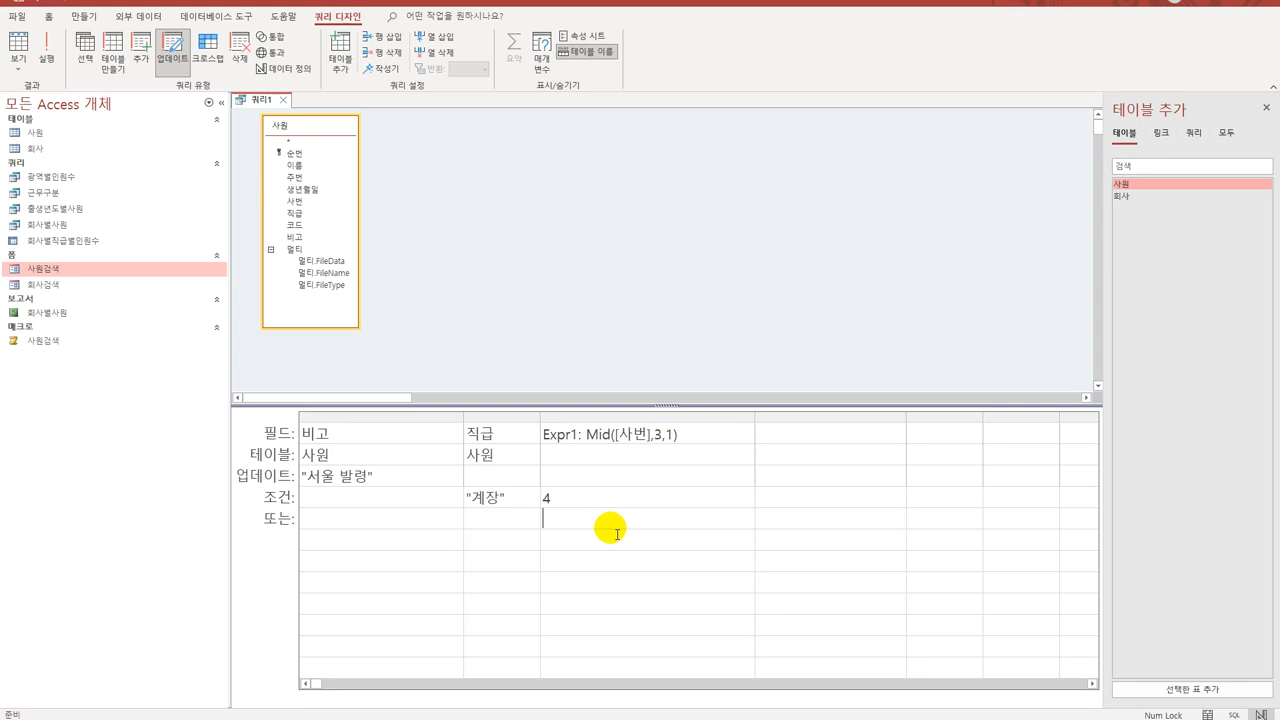 파일 홈 만들기 외부 데이터 데이터베이스 도구 도움말 쿼리 디자인 어떤 작업을 원하시나요?
보기 실행 선택 테이블 만들기 추가 업데이트 크로스탭 삭제 통합 통과 데이터 정의 테이블 추가 행 삽입 행 삭제 작성기 열 삽입 열 삭제 반환: 요약 매개 변수 속성 시트 테이블 이름
결과 쿼리 유형 쿼리 설정 표시/숨기기
모든 Access 개체
테이블
사원
회사
쿼리
광역별인원수
근무구분
출생년도별사원
회사별사원
회사별직급별인원수
폼
사원검색
회사검색
보고서
회사별사원
매크로
사원검색
쿼리1
사원
*
순번
이름
주번
생년월일
사번
직급
코드
비고
멀티
멀티.FileData
멀티.FileName
멀티.FileType
필드: 비고 직급 Expr1: Mid([사번],3,1)
테이블: 사원 사원
업데이트: "서울 발령"
조건: "계장" 4
또는:
테이블 추가
테이블 링크 쿼리 모두
검색
사원
회사
선택한 표 추가
준비 Num Lock SQL